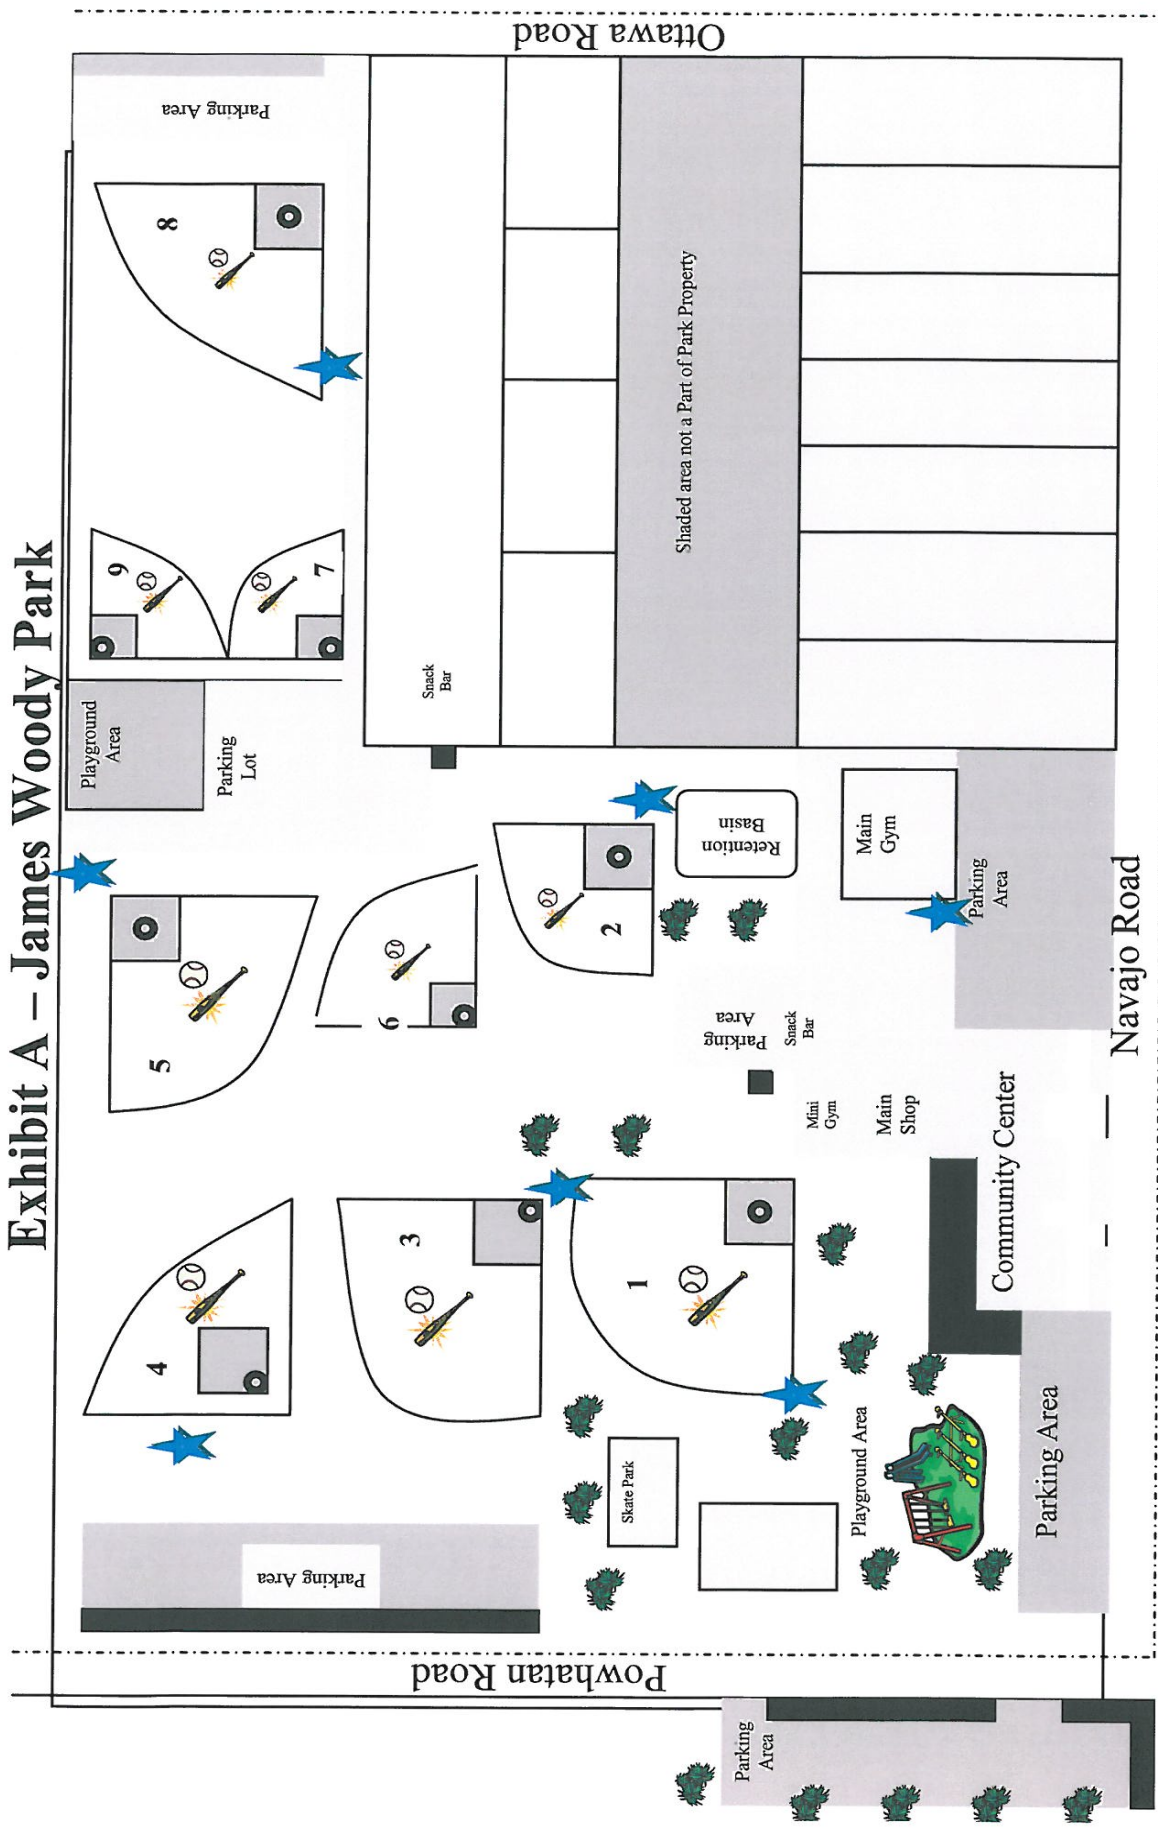 Exhibit A – James Woody Park
Powhatan Road
Parking Area
4
5
Playground
Area
Parking
Lot
9
7
8
Parking Area
Ottawa Road
3
6
Snack
Bar
Skate Park
1
2
Shaded area not a Part of Park Property
Parking
Area
Parking
Area
Snack
Bar
Retention
Basin
Playground Area
Mini
Gym
Main
Shop
Main
Gym
Community Center
Parking
Area
Parking Area
Navajo Road